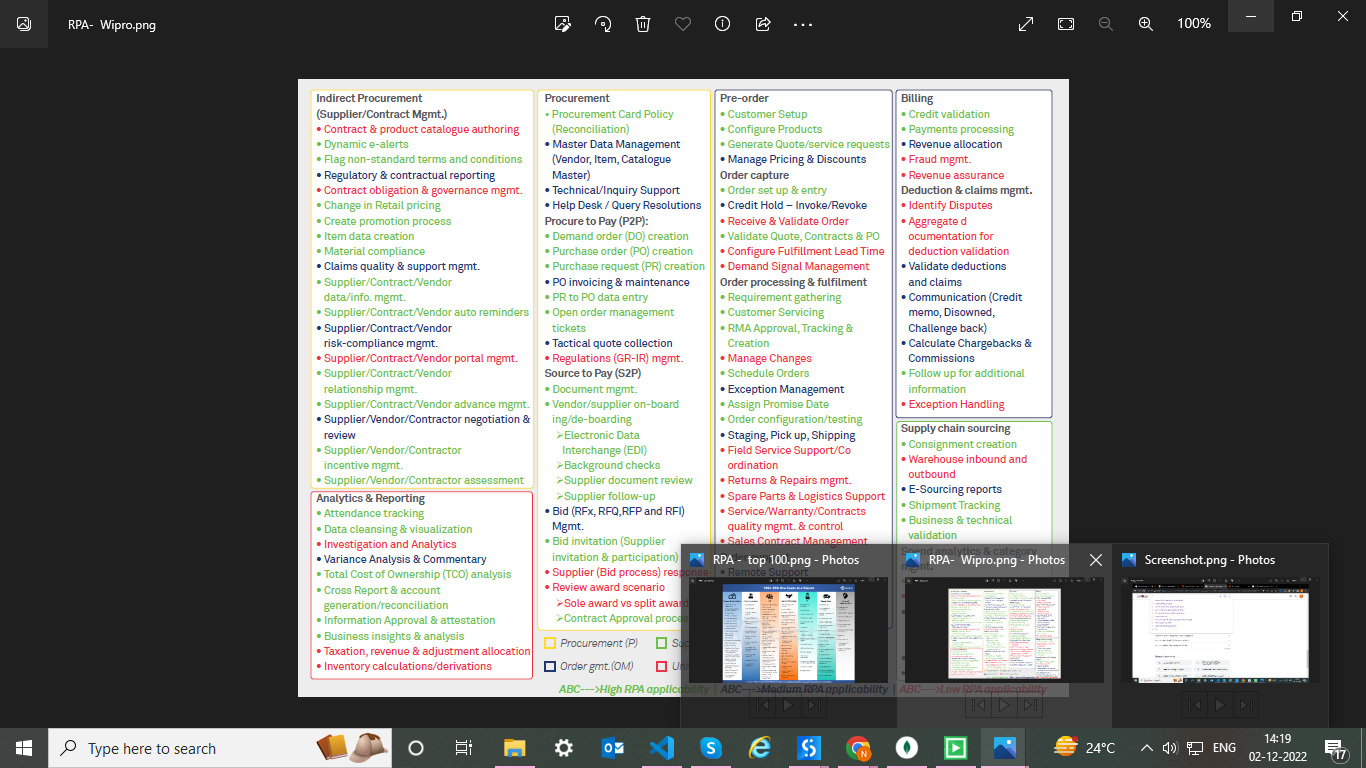 RPA- Wipro.png
100%
Indirect Procurement
(Supplier/Contract Mgmt.)
• Contract & product catalogue authoring
• Dynamic e-alerts
• Flag non-standard terms and conditions
• Regulatory & contractual reporting
• Contract obligation & governance mgmt.
• Change in Retail pricing
• Create promotion process
• Item data creation
• Material compliance
• Claims quality & support mgmt.
• Supplier/Contract/Vendor
data/info. mgmt.
• Supplier/Contract/Vendor auto reminders
• Supplier/Contract/Vendor
risk-compliance mgmt.
• Supplier/Contract/Vendor portal mgmt.
• Supplier/Contract/Vendor
relationship mgmt.
• Supplier/Contract/Vendor advance mgmt.
• Supplier/Vendor/Contractor negotiation &
review
• Supplier/Vendor/Contractor
incentive mgmt.
• Supplier/Vendor/Contractor assessment
Analytics & Reporting
• Attendance tracking
• Data cleansing & visualization
• Investigation and Analytics
• Variance Analysis & Commentary
• Total Cost of Ownership (TCO) analysis
• Cross Report & account
generation/reconciliation
• Information Approval & attestation
• Business insights & analysis
• Taxation, revenue & adjustment allocation
• Inventory calculations/derivations
Procurement
• Procurement Card Policy
(Reconciliation)
• Master Data Management
(Vendor, Item, Catalogue
Master)
• Technical/Inquiry Support
• Help Desk / Query Resolutions
Procure to Pay (P2P):
• Demand order (DO) creation
• Purchase order (PO) creation
• Purchase request (PR) creation
• PO invoicing & maintenance
• PR to PO data entry
• Open order management
tickets
• Tactical quote collection
• Regulations (GR-IR) mgmt.
Source to Pay (S2P)
• Document mgmt.
• Vendor/supplier on-board
ing/de-boarding
➢Electronic Data
Interchange (EDI)
➢Background checks
➢Supplier document review
➢Supplier follow-up
• Bid (RFx, RFQ,RFP and RFI)
Mgmt.
• Bid invitation (Supplier
invitation & participation)
• Supplier (Bid process) response
• Review award scenario
➢Sole award vs split award
➢Contract Approval proce
Pre-order
• Customer Setup
• Configure Products
• Generate Quote/service requests
• Manage Pricing & Discounts
Order capture
• Order set up & entry
• Credit Hold – Invoke/Revoke
• Receive & Validate Order
• Validate Quote, Contracts & PO
• Configure Fulfillment Lead Time
• Demand Signal Management
Order processing & fulfilment
• Requirement gathering
• Customer Servicing
• RMA Approval, Tracking &
Creation
• Manage Changes
• Schedule Orders
• Exception Management
• Assign Promise Date
• Order configuration/testing
• Staging, Pick up, Shipping
• Field Service Support/Co
ordination
• Returns & Repairs mgmt.
• Spare Parts & Logistics Support
• Service/Warranty/Contracts
quality mgmt. & control
• Sales Contract Management
• Remote Support
Billing
• Credit validation
• Payments processing
• Revenue allocation
• Fraud mgmt.
• Revenue assurance
Deduction & claims mgmt.
• Identify Disputes
• Aggregate d
ocumentation for
deduction validation
• Validate deductions
and claims
• Communication (Credit
memo, Disowned,
Challenge back)
• Calculate Chargebacks &
Commissions
• Follow up for additional
information
• Exception Handling
Supply chain sourcing
• Consignment creation
• Warehouse inbound and
outbound
• E-Sourcing reports
• Shipment Tracking
• Business & technical
validation
Spend analytics & category
mgmt.
Procurement (P)
Order gmt.(OM)
ABC--->High RPA applicability | ABC--->Medium RPA applicability | ABC--->Low RPA applicability
RPA - top 100.png - Photos
RPA- Wipro.png - Photos
Screenshot.png - Photos
Type here to search
24°C
ENG
14:19
02-12-2022
17